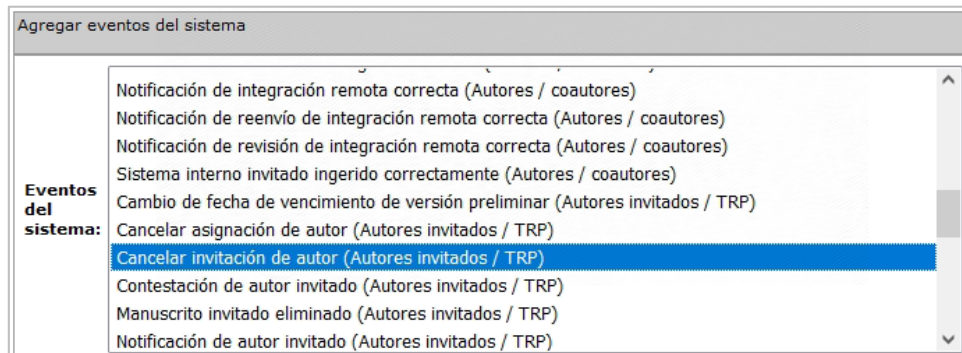 Agregar eventos del sistema
Notificación de integración remota correcta (Autores / coautores)
Notificación de reenvío de integración remota correcta (Autores / coautores)
Notificación de revisión de integración remota correcta (Autores / coautores)
Sistema interno invitado ingerido correctamente (Autores / coautores)
Eventos del sistema:
Cambio de fecha de vencimiento de versión preliminar (Autores invitados / TRP)
Cancelar asignación de autor (Autores invitados / TRP)
Cancelar invitación de autor (Autores invitados / TRP)
Contestación de autor invitado (Autores invitados / TRP)
Manuscrito invitado eliminado (Autores invitados / TRP)
Notificación de autor invitado (Autores invitados / TRP)